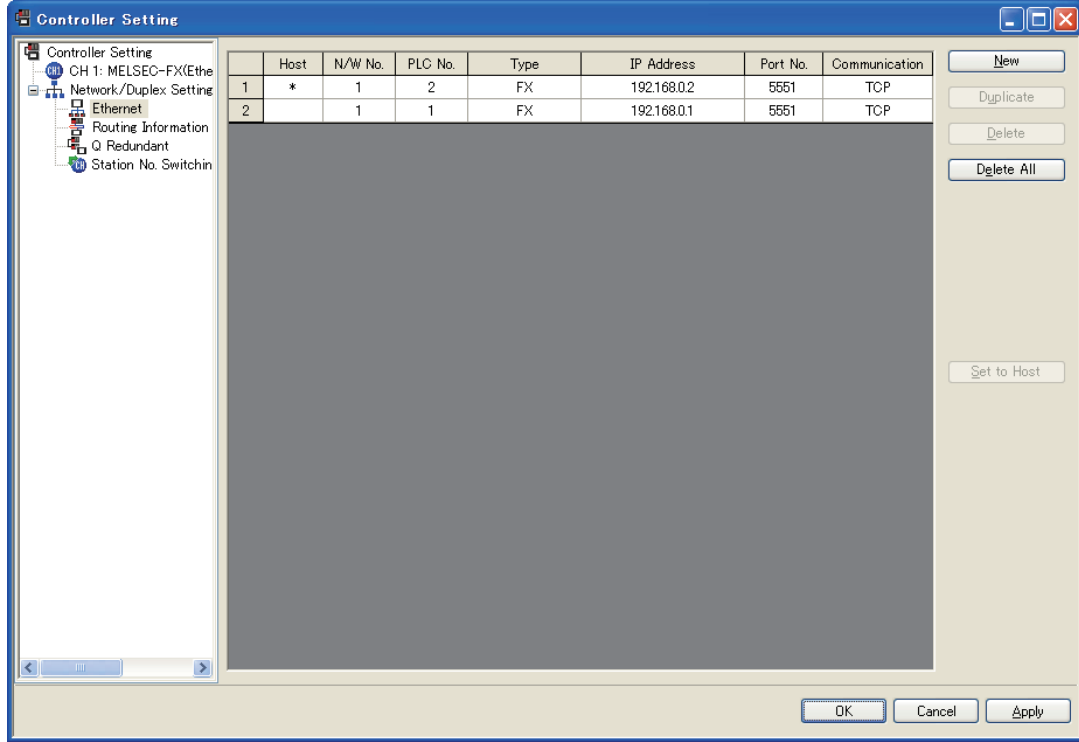 Controller Setting
Controller Setting
CH1 CH 1: MELSEC-FX(Ethe
Network/Duplex Setting
Ethernet
Routing Information
Q Redundant
CH Station No. Switchin
Host N/W No. PLC No. Type IP Address Port No. Communication
1 * 1 2 FX 192.168.0.2 5551 TCP
2 1 1 FX 192.168.0.1 5551 TCP
New
Duplicate
Delete
Delete All
Set to Host
OK Cancel Apply